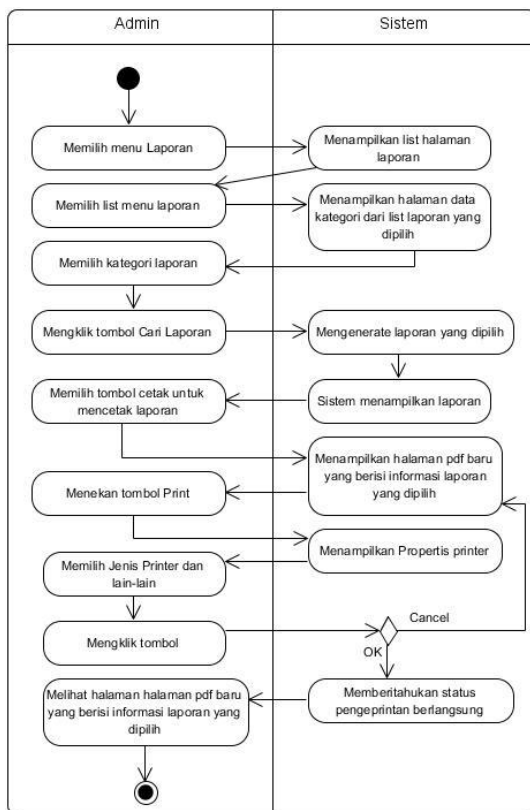 Admin
Sistem
Memilih menu Laporan
Menampilkan list halaman
laporan
Memilih list menu laporan
Menampilkan halaman data
kategori dari list laporan yang
dipilih
Memilih kategori laporan
Mengklik tombol Cari Laporan
Mengenerate laporan yang dipilih
Memilih tombol cetak untuk
mencetak laporan
Sistem menampilkan laporan
Menampilkan halaman pdf baru
yang berisi informasi laporan
yang dipilih
Menekan tombol Print
Menampilkan Propertis printer
Memilih Jenis Printer dan
lain-lain
Mengklik tombol
Cancel
OK
Melihat halaman halaman pdf baru
yang berisi informasi laporan yang
dipilih
Memberitahukan status
pengeprintan berlangsung